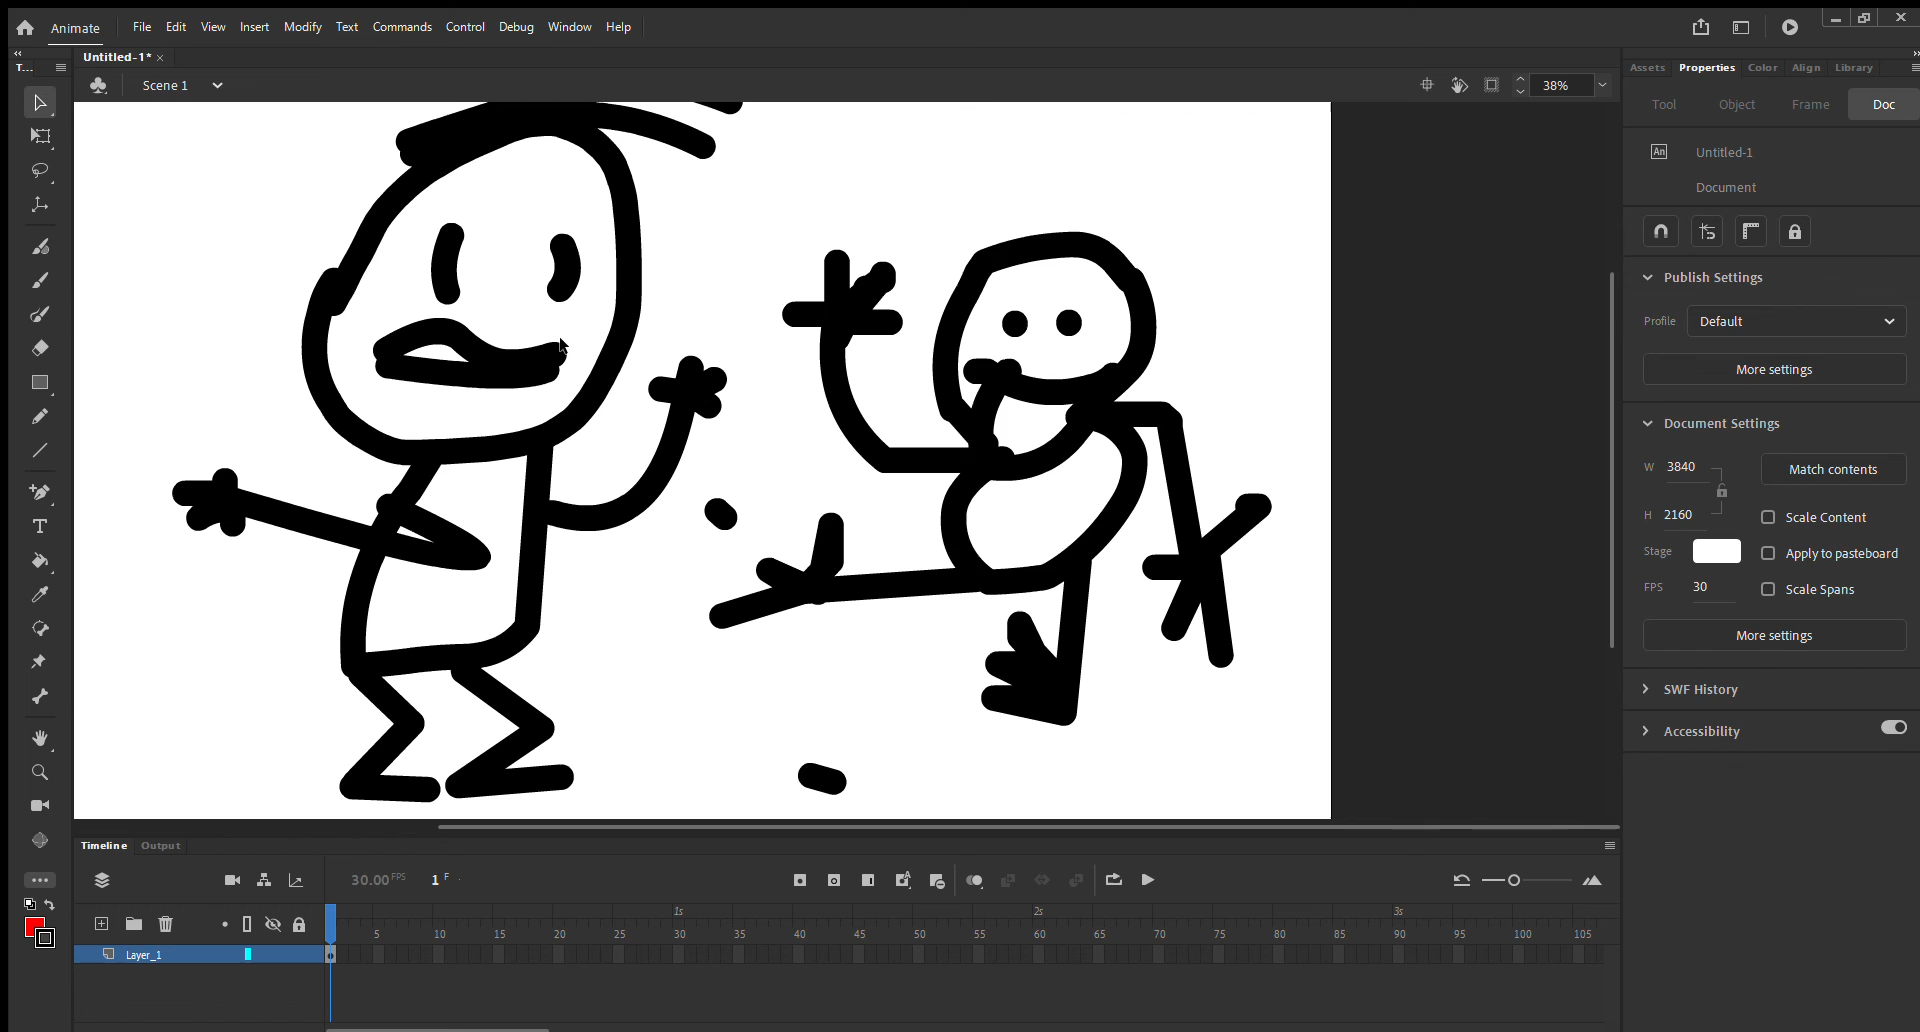 Animate File Edit View Insert Modify Text Commands Control Debug Window Help
T... Untitled-1* Assets Properties Color Align Library
Scene 1 38%
Tool Object Frame Doc
An Untitled-1
Document
Publish Settings
Profile Default
More settings
Document Settings
W 3840 Match contents
H 2160 Scale Content
Stage Apply to pasteboard
FPS 30 Scale Spans
More settings
SWF History
Accessibility
Timeline Output
30.00 FPS 1 F
1s 2s 3s
5 10 15 20 25 30 35 40 45 50 55 60 65 70 75 80 85 90 95 100 105
Layer_1